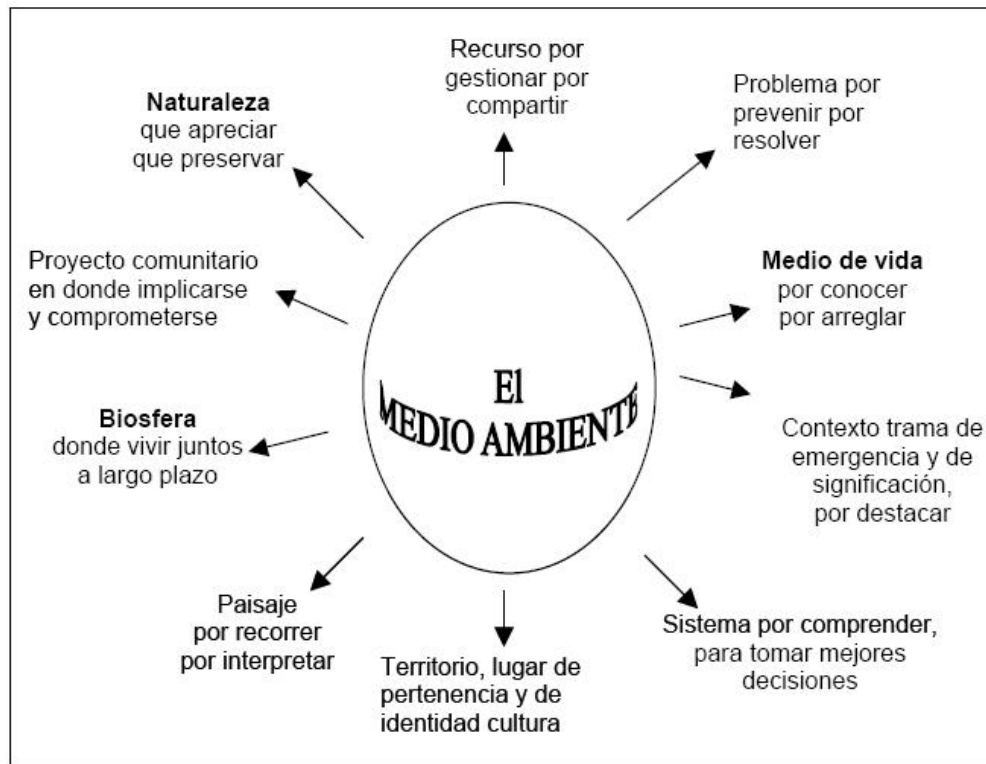 Recurso por
gestionar por
compartir
Problema por
prevenir por
resolver
Naturaleza
que apreciar
que preservar
Proyecto comunitario
en donde implicarse
y comprometerse
Medio de vida
por conocer
por arreglar
El
MEDIO AMBIENTE
Biosfera
donde vivir juntos
a largo plazo
Contexto trama de
emergencia y de
significación,
por destacar
Paisaje
por recorrer
por interpretar
Territorio, lugar de
pertenencia y de
identidad cultura
Sistema por comprender,
para tomar mejores
decisiones